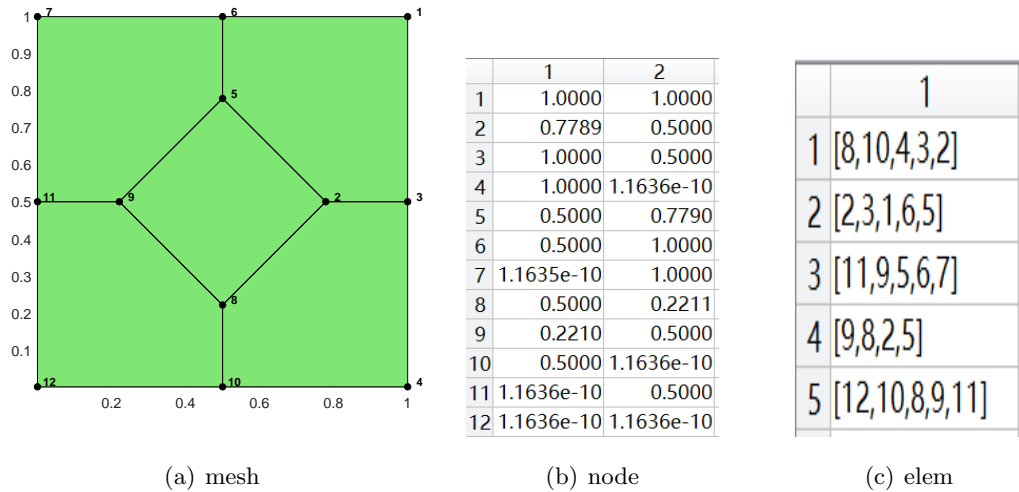 7 6 1
1
0.9
0.8
5
0.7
0.6
0.5 11 9 2 3
0.4
0.3
8
0.2
0.1
12 10 4
0.2 0.4 0.6 0.8 1
(a) mesh
1 2
1 1.0000 1.0000
2 0.7789 0.5000
3 1.0000 0.5000
4 1.0000 1.1636e-10
5 0.5000 0.7790
6 0.5000 1.0000
7 1.1635e-10 1.0000
8 0.5000 0.2211
9 0.2210 0.5000
10 0.5000 1.1636e-10
11 1.1636e-10 0.5000
12 1.1636e-10 1.1636e-10
(b) node
1
1 [8,10,4,3,2]
2 [2,3,1,6,5]
3 [11,9,5,6,7]
4 [9,8,2,5]
5 [12,10,8,9,11]
(c) elem